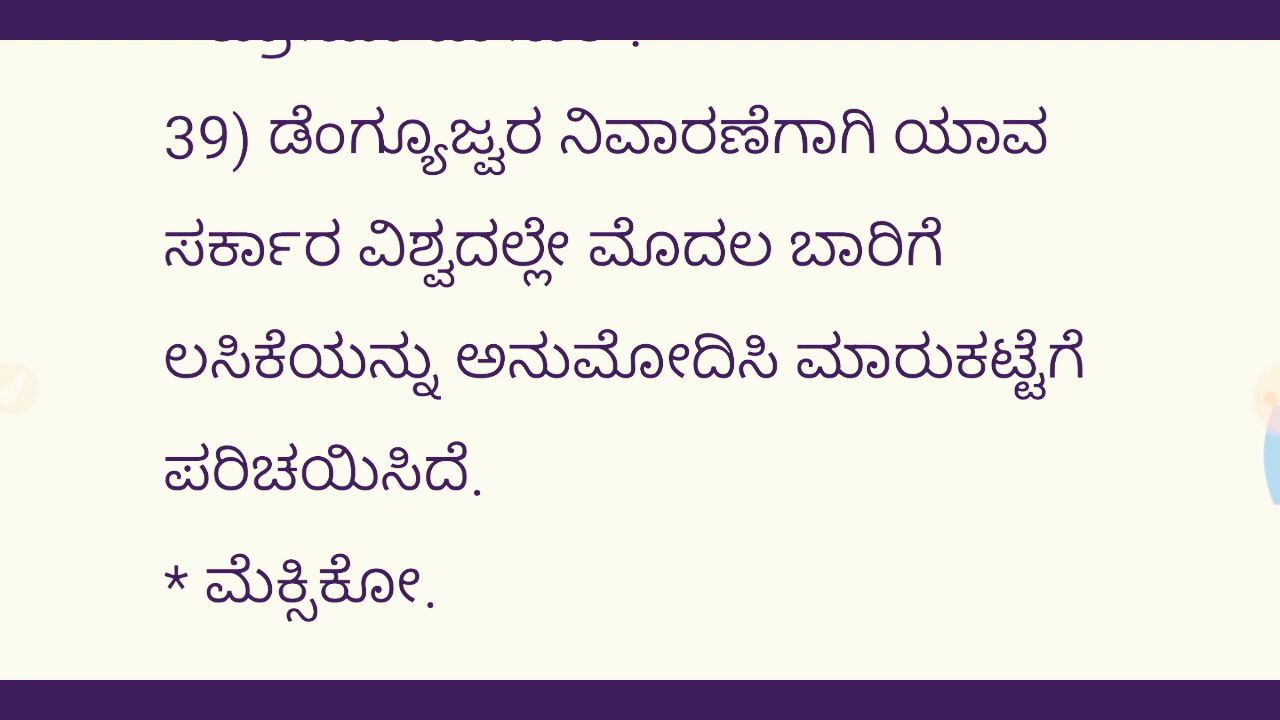 39) ಡೆಂಗ್ಯೂಜ್ವರ ನಿವಾರಣೆಗಾಗಿ ಯಾವ
ಸರ್ಕಾರ ವಿಶ್ವದಲ್ಲೇ ಮೊದಲ ಬಾರಿಗೆ
ಲಸಿಕೆಯನ್ನು ಅನುಮೋದಿಸಿ ಮಾರುಕಟ್ಟೆಗೆ
ಪರಿಚಯಿಸಿದೆ.
* ಮೆಕ್ಸಿಕೋ.